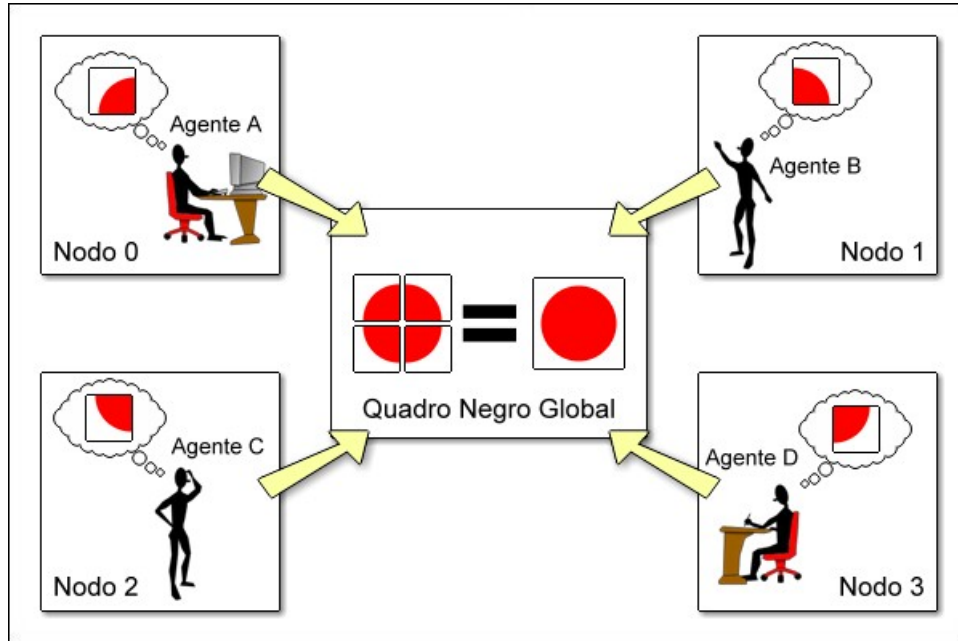 Agente A
Nodo 0
Agente B
Nodo 1
Quadro Negro Global
Agente C
Nodo 2
Agente D
Nodo 3